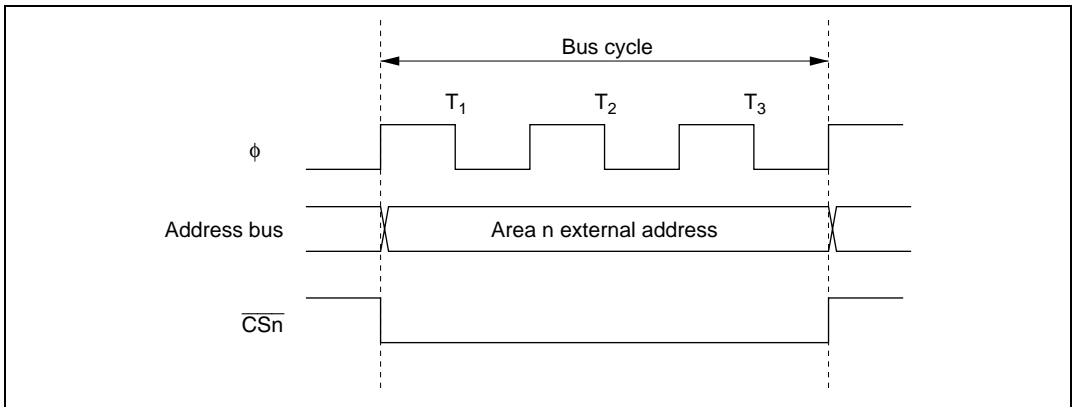 Bus cycle
T1 T2 T3
ϕ
Address bus Area n external address
CSn